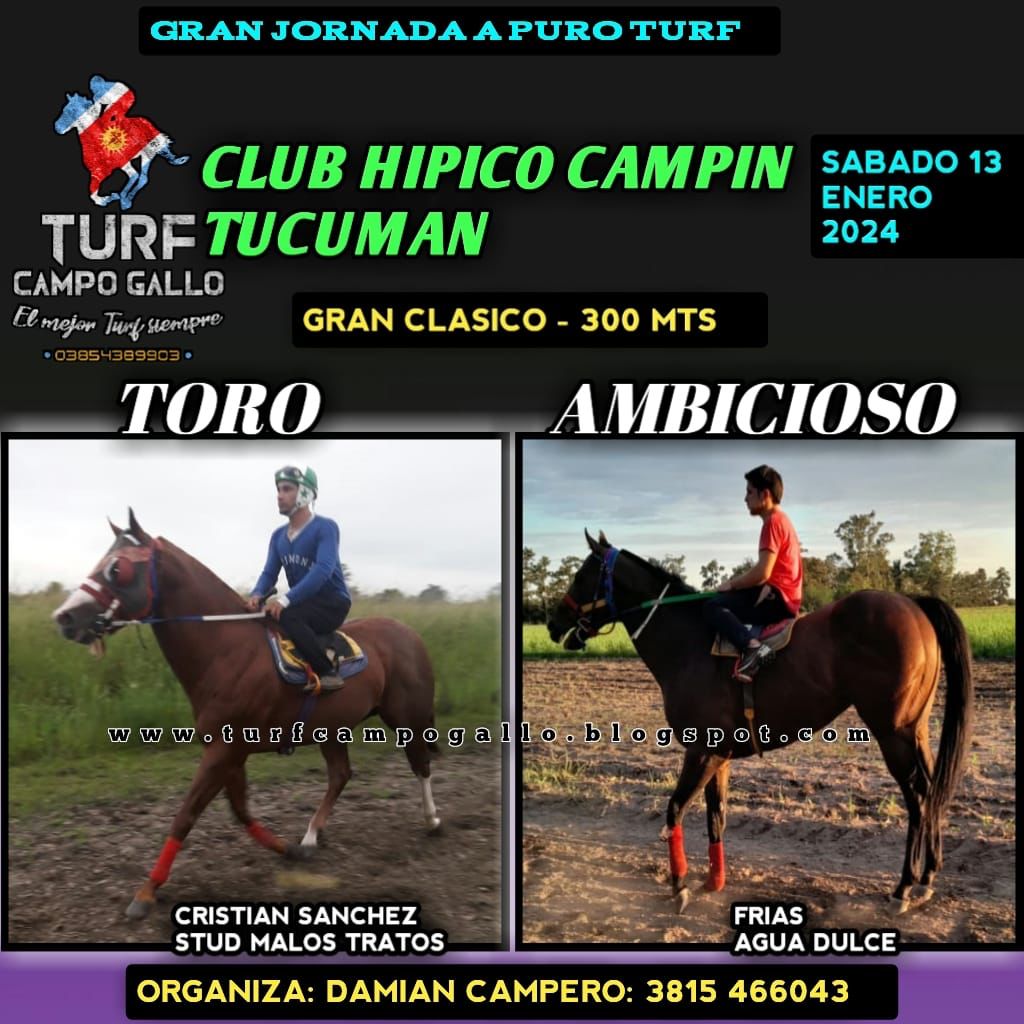 GRAN JORNADA A PURO TURF
CLUB HIPICO CAMPIN
TUCUMAN
SABADO 13
ENERO
2024
TURF
CAMPO GALLO
El mejor Turf siempre
• 03854389903 •
GRAN CLASICO - 300 MTS
TORO
AMBICIOSO
www.turfcampogallo.blogspot.com
CRISTIAN SANCHEZ
STUD MALOS TRATOS
FRIAS
AGUA DULCE
ORGANIZA: DAMIAN CAMPERO: 3815 466043